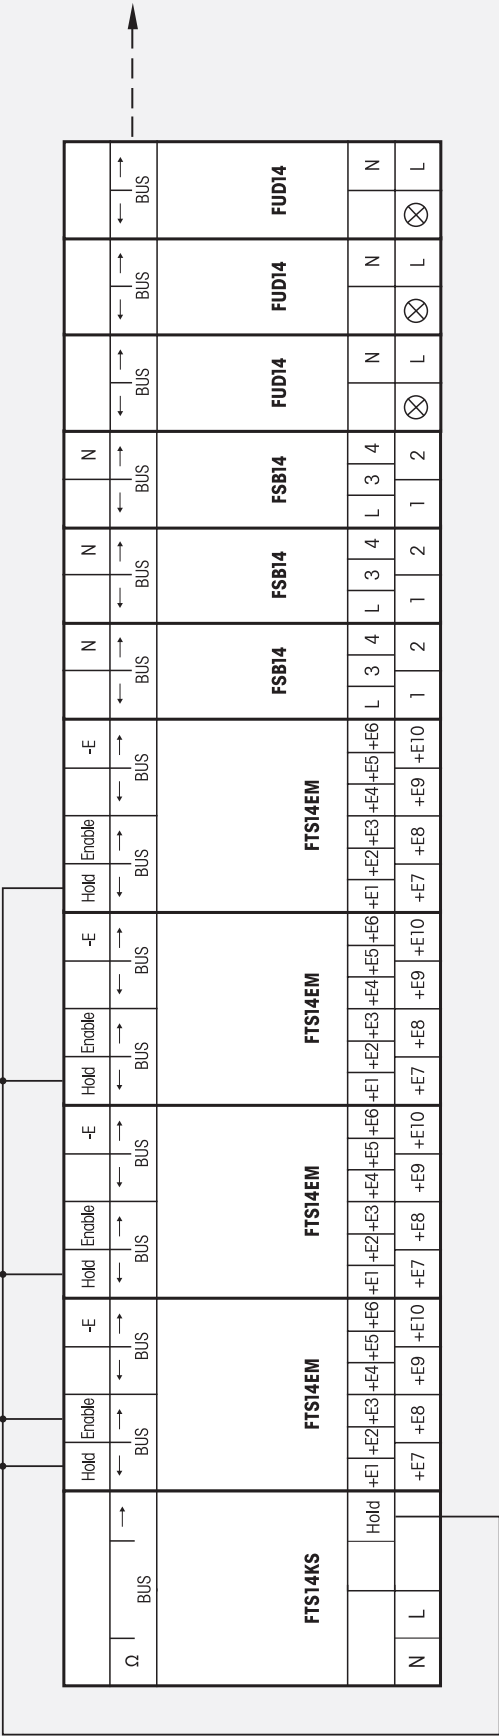 Hold Enable -E Hold Enable -E Hold Enable -E Hold Enable -E N N N
Ω
BUS BUS BUS BUS BUS BUS BUS BUS BUS BUS BUS BUS BUS BUS BUS
FTS14KS FTS14EM FTS14EM FTS14EM FTS14EM FSB14 FSB14 FSB14 FUD14 FUD14 FUD14
Hold +E1 +E2 +E3 +E4 +E5 +E6 +E1 +E2 +E3 +E4 +E5 +E6 +E1 +E2 +E3 +E4 +E5 +E6 +E1 +E2 +E3 +E4 +E5 +E6 L 3 4 L 3 4 L 3 4 N N N
N L +E7 +E8 +E9 +E10 +E7 +E8 +E9 +E10 +E7 +E8 +E9 +E10 +E7 +E8 +E9 +E10 1 2 1 2 1 2 L L L